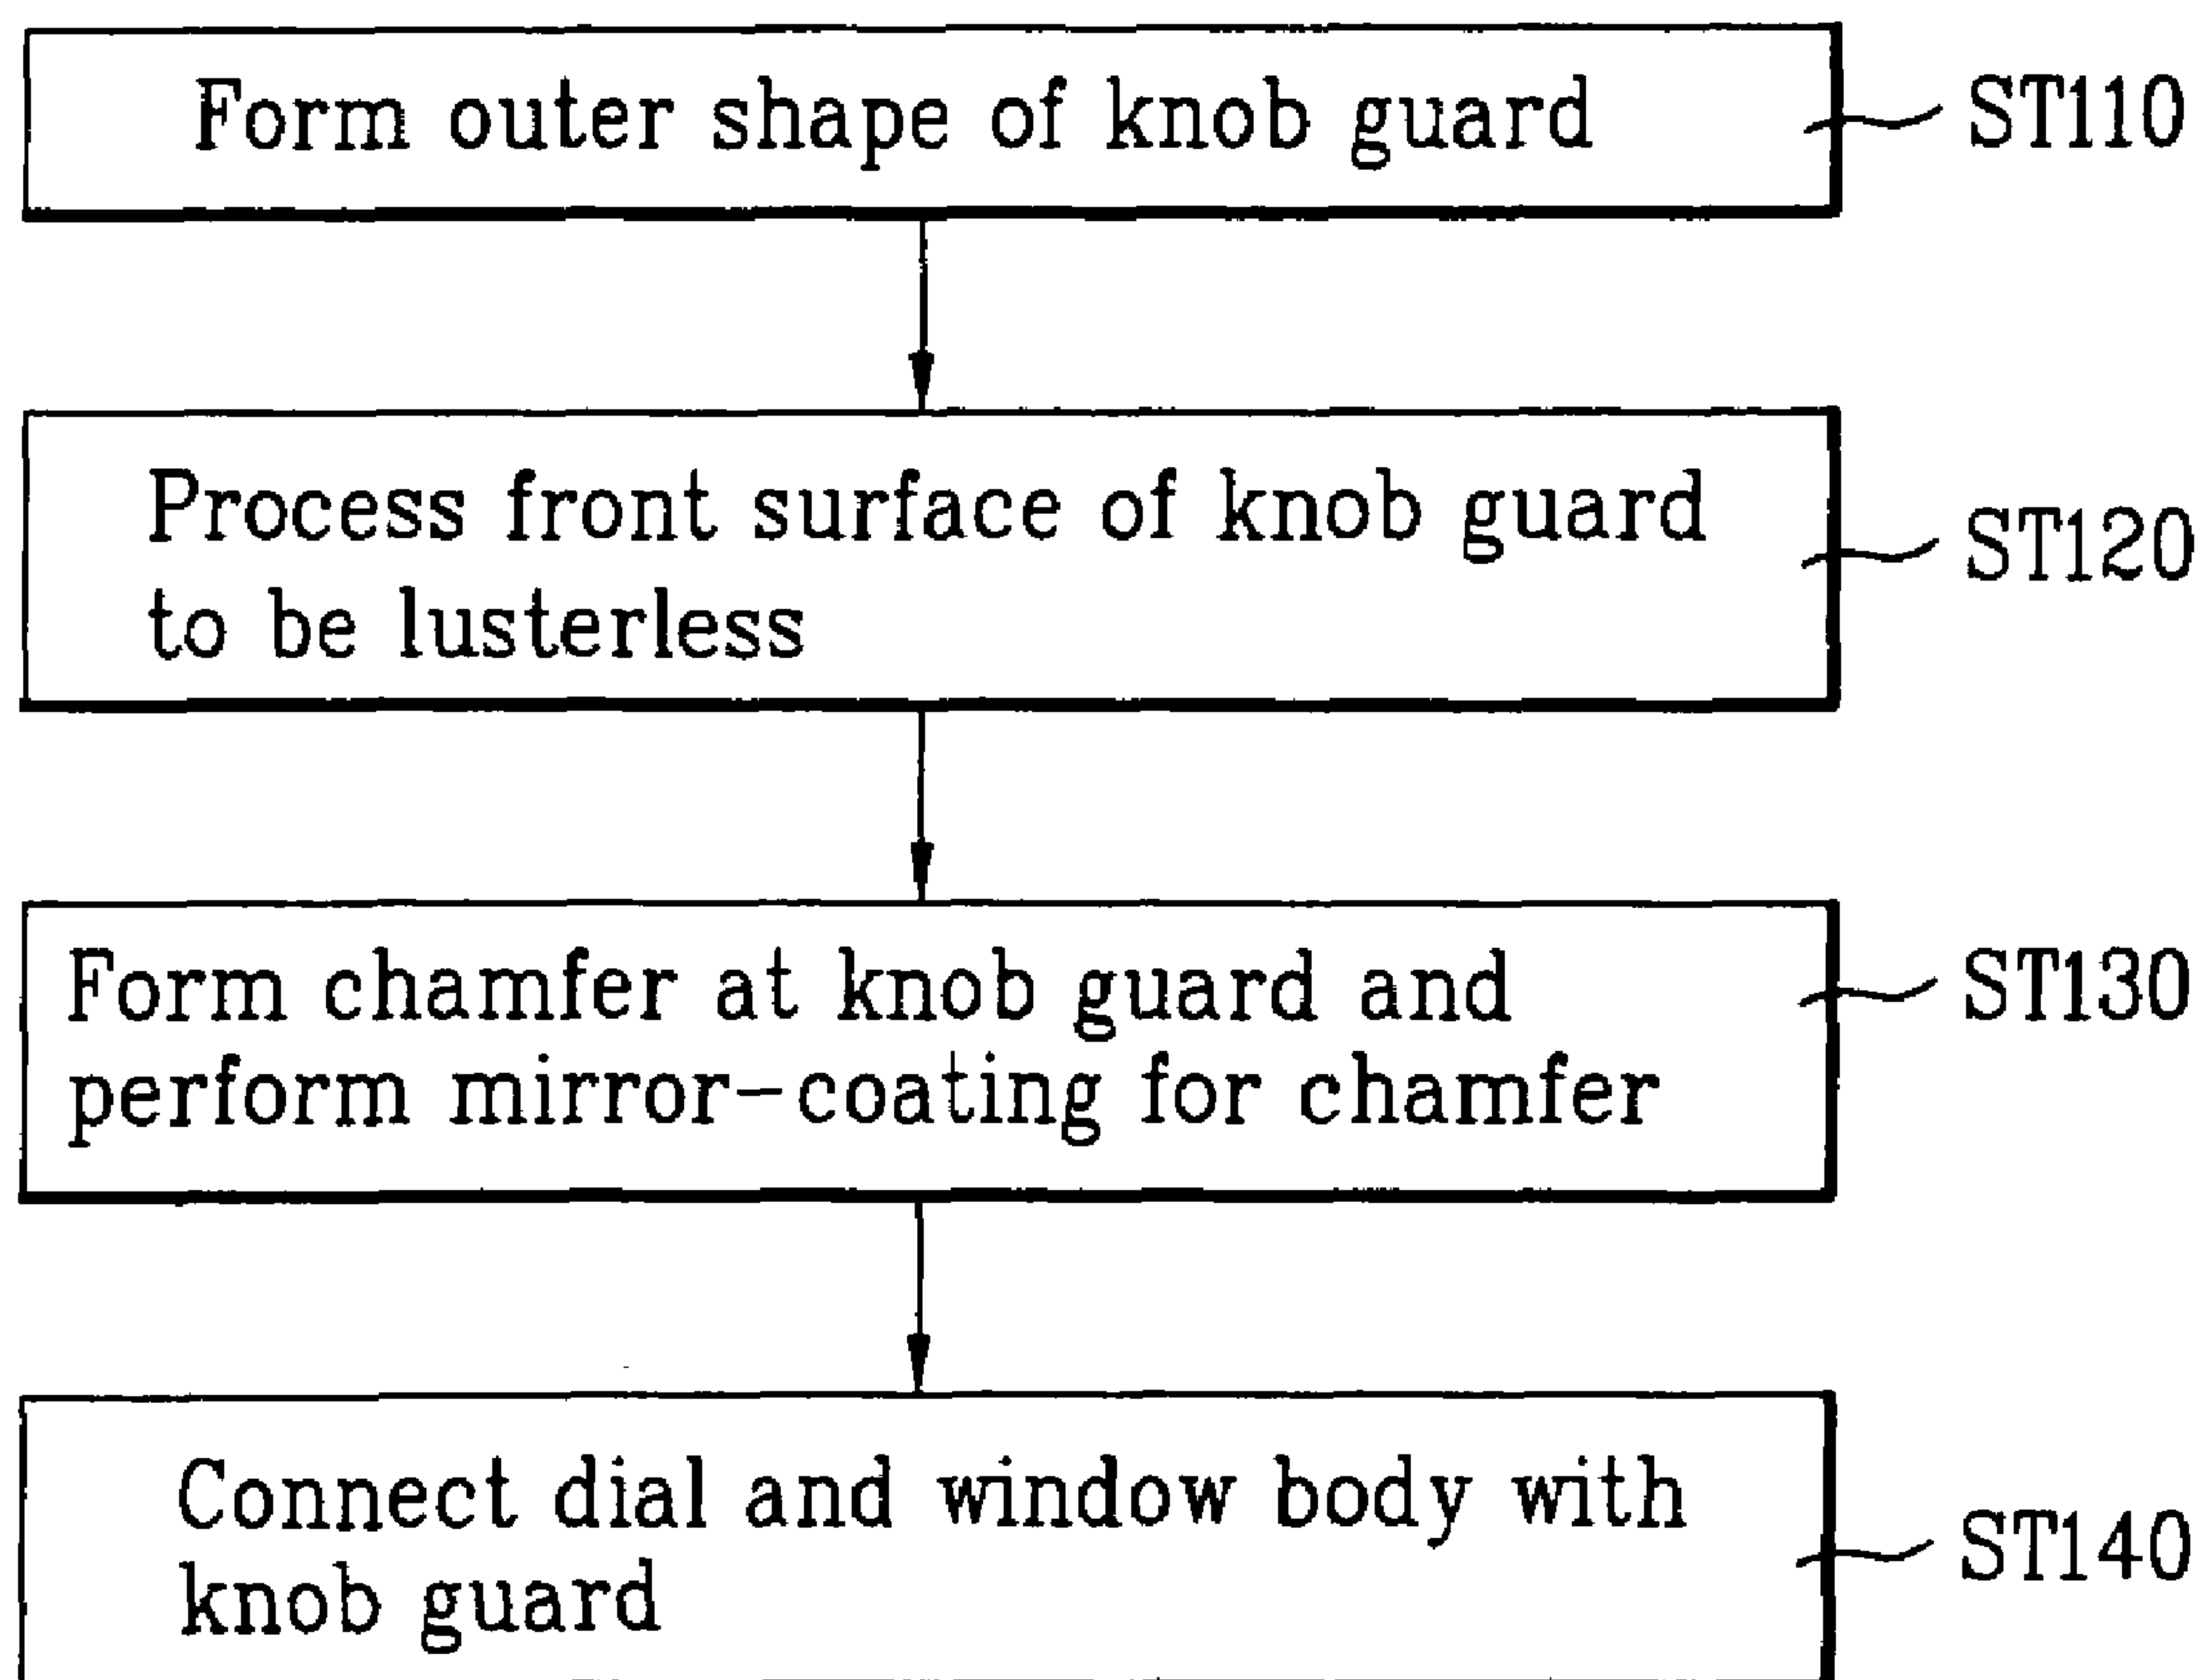 Form outer shape of knob guard
ST110
Process front surface of knob guard
to be lusterless
ST120
Form chamfer at knob guard and
perform mirror-coating for chamfer
ST130
Connect dial and window body with
knob guard
ST140